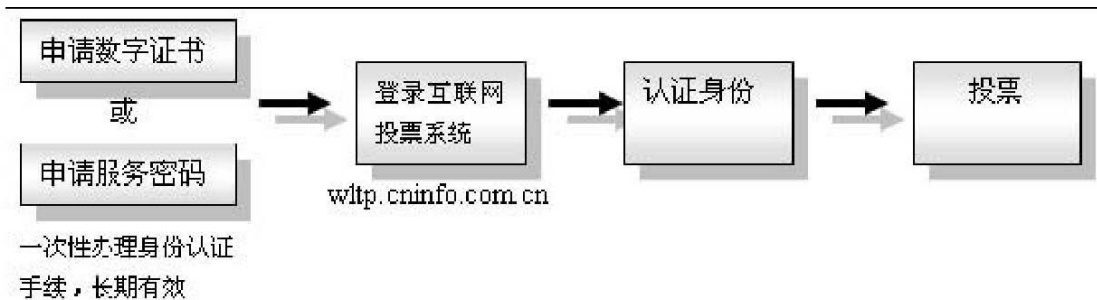 申请数字证书
或
申请服务密码
一次性办理身份认证
手续，长期有效
登录互联网
投票系统
wltp.cninfo.com.cn
认证身份
投票